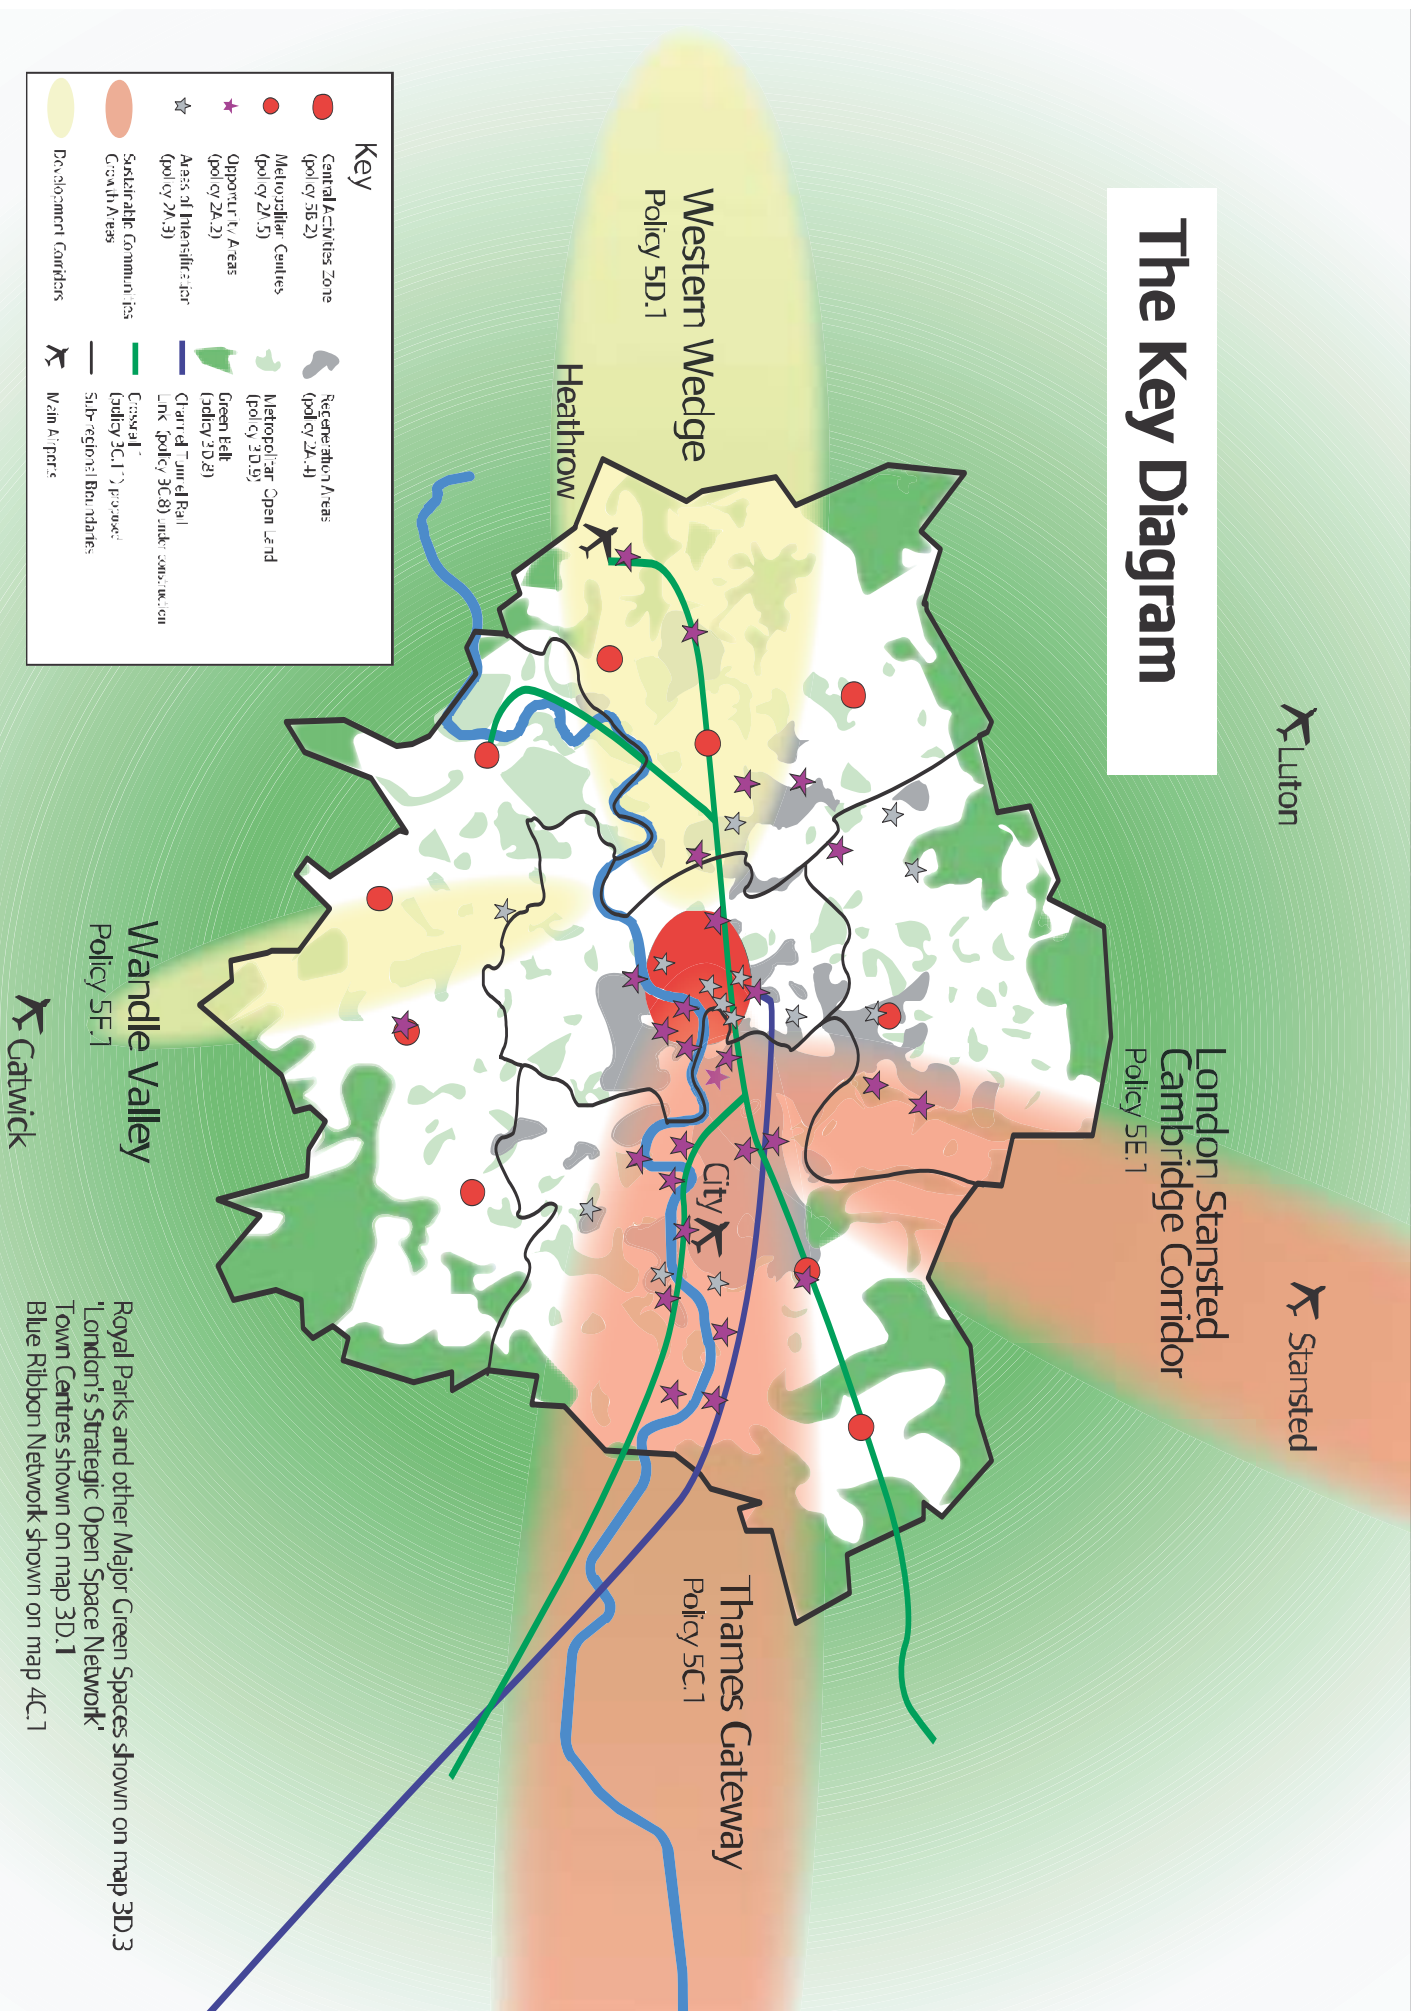 The Key Diagram
Luton
Stansted
London Stansted
Cambridge Corridor
Policy 5E.1
Western Wedge
Policy 5D.1
Heathrow
City
Thames Gateway
Policy 5C.1
Wandle Valley
Policy 5F.1
Gatwick
Key
Central Activities Zone
(policy 5B.2)
Metropolitan Centres
(policy 2A.5)
Opportunity Areas
(policy 2A.2)
Areas of Intensification
(policy 2A.3)
Sustainable Communities
Growth Areas
Development Corridors
Regeneration Areas
(policy 2A.4)
Metropolitan Open Land
(policy 3D.9)
Green Belt
(policy 3D.8)
Channel Tunnel Rail
Link (policy 3C.8) under construction
Crossrail 1
(policy 3C.11) proposed
Sub-regional Boundaries
Main Airports
Royal Parks and other Major Green Spaces shown on map 3D.3
'London's Strategic Open Space Network'
Town Centres shown on map 3D.1
Blue Ribbon Network shown on map 4C.1